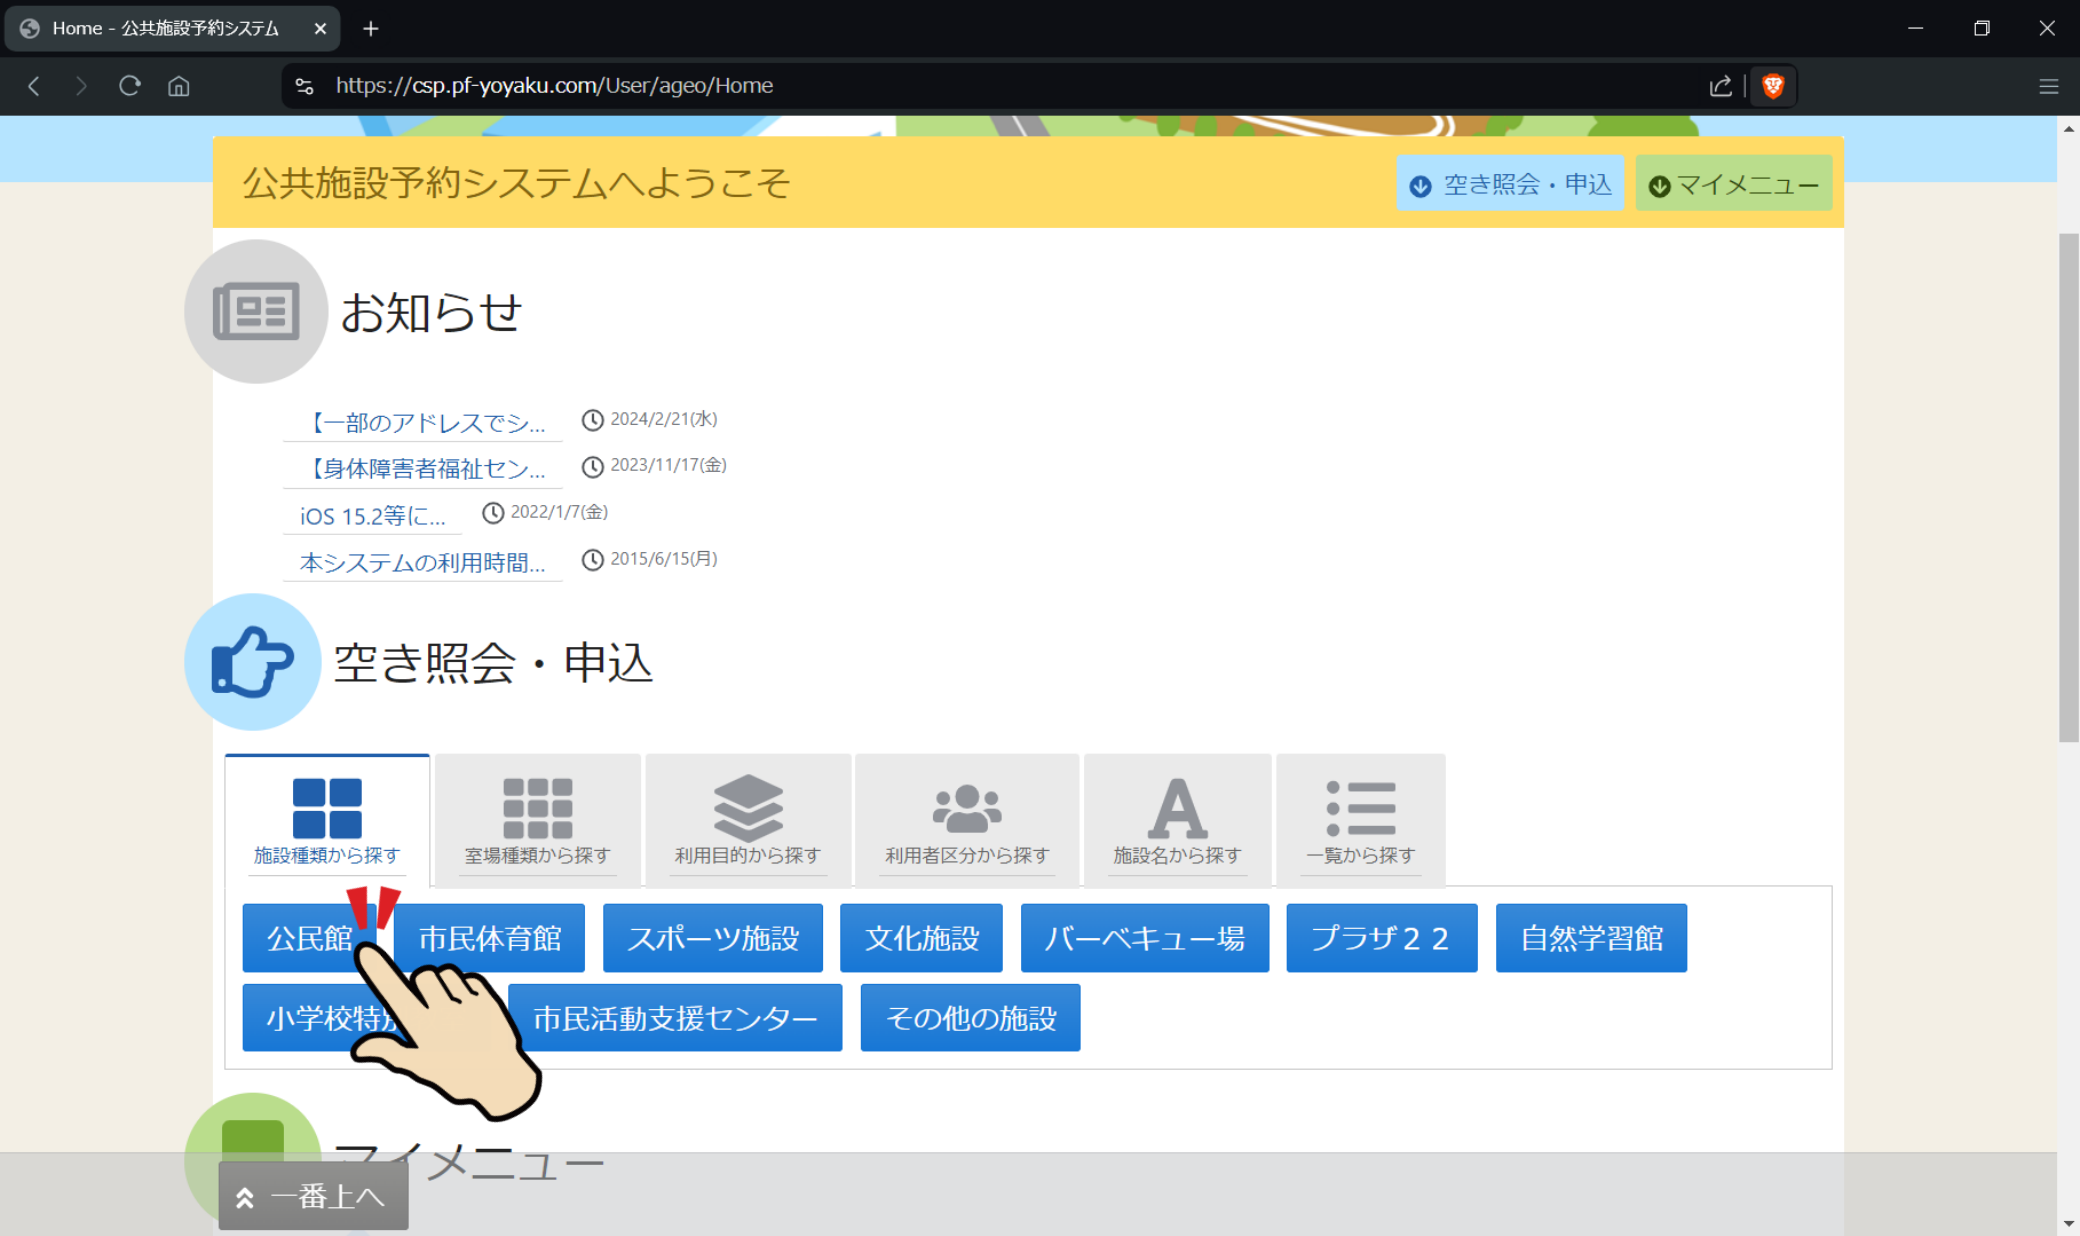 Home - 公共施設予約システム
https://csp.pf-yoyaku.com/User/ageo/Home
公共施設予約システムへようこそ
空き照会・申込
マイメニュー
お知らせ
【一部のアドレスでシ... 2024/2/21(水)
【身体障害者福祉セン... 2023/11/17(金)
iOS 15.2等に... 2022/1/7(金)
本システムの利用時間... 2015/6/15(月)
空き照会・申込
施設種類から探す
室場種類から探す
利用目的から探す
利用者区分から探す
施設名から探す
一覧から探す
公民館
市民体育館
スポーツ施設
文化施設
バーベキュー場
プラザ２２
自然学習館
小学校特別
市民活動支援センター
その他の施設
マイメニュー
一番上へ